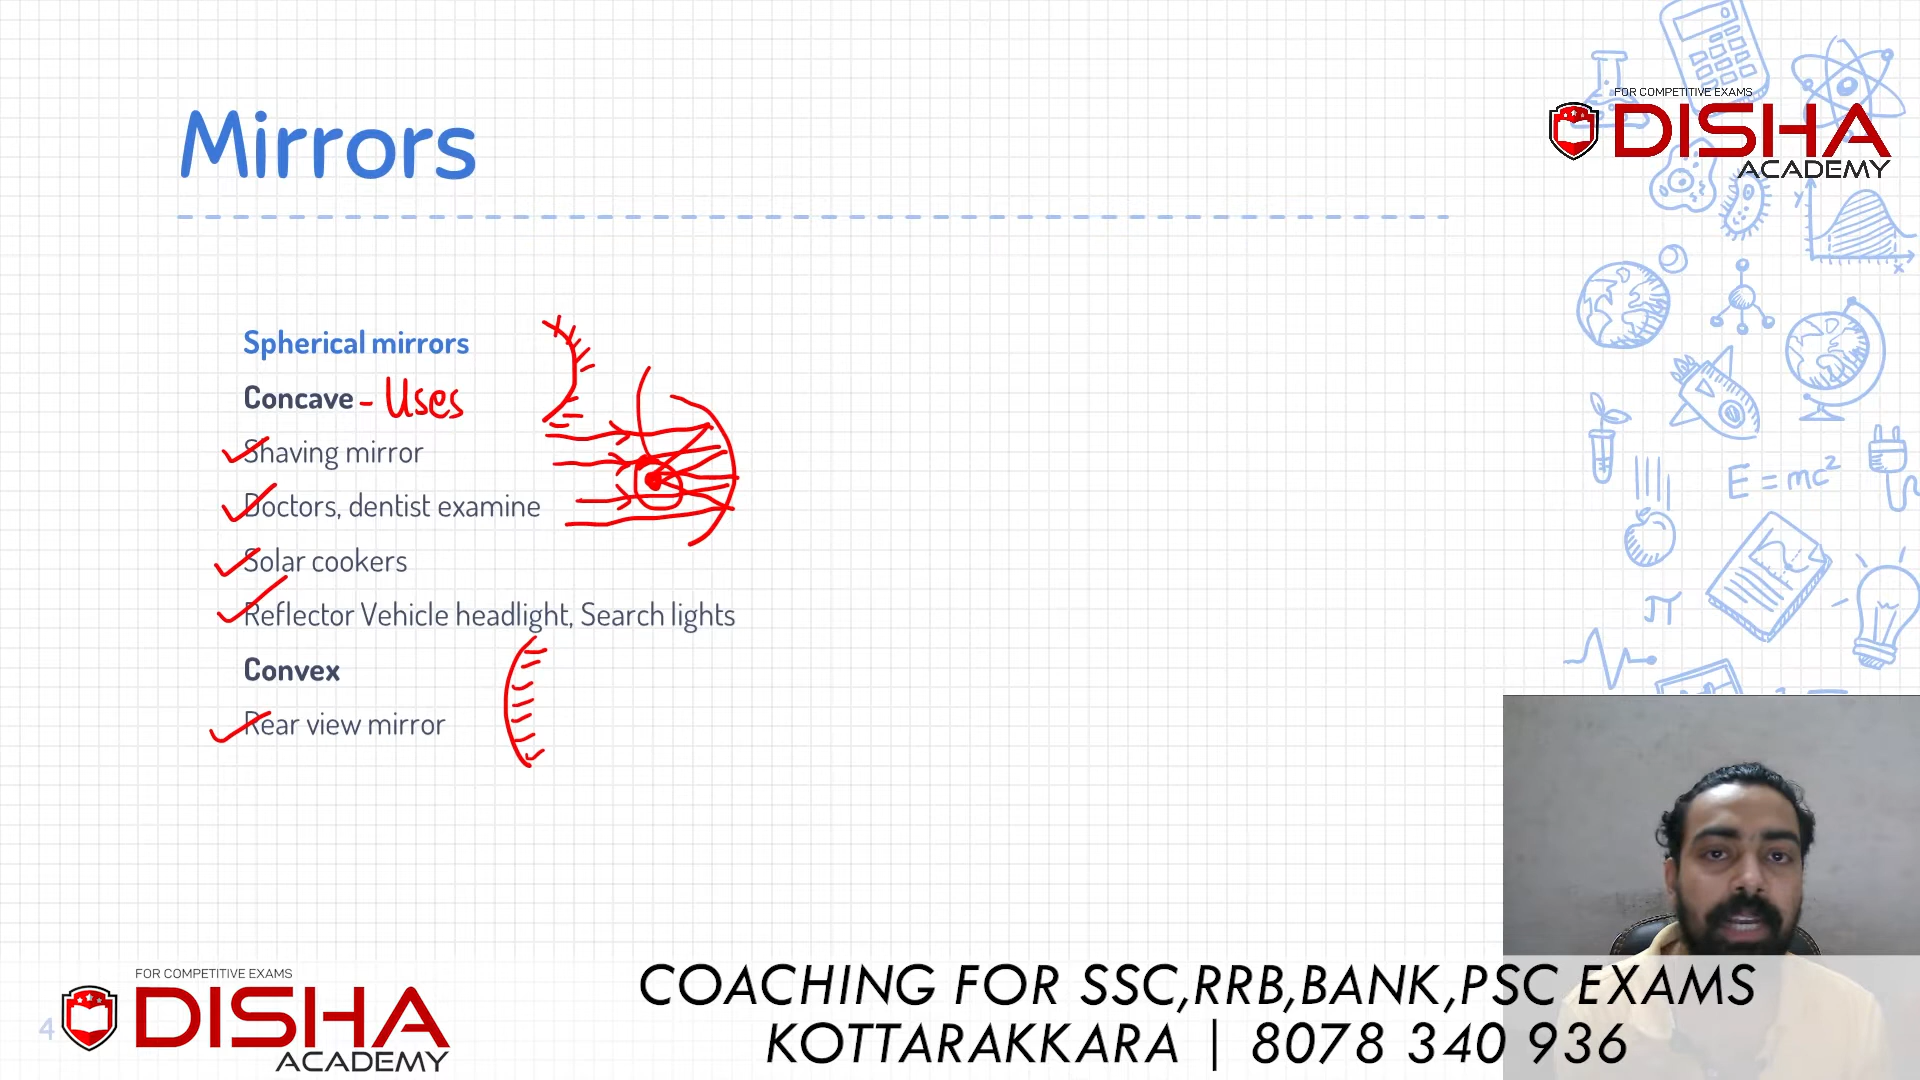 FOR COMPETITIVE EXAMS
DISHA
ACADEMY
Mirrors
Y
x
Spherical mirrors
Concave - Uses
Shaving mirror
Doctors, dentist examine
Solar cookers
Reflector Vehicle headlight, Search lights
Convex
Rear view mirror
E = mc²
π
FOR COMPETITIVE EXAMS
DISHA
ACADEMY
4
COACHING FOR SSC,RRB,BANK,PSC EXAMS
KOTTARAKKARA | 8078 340 936